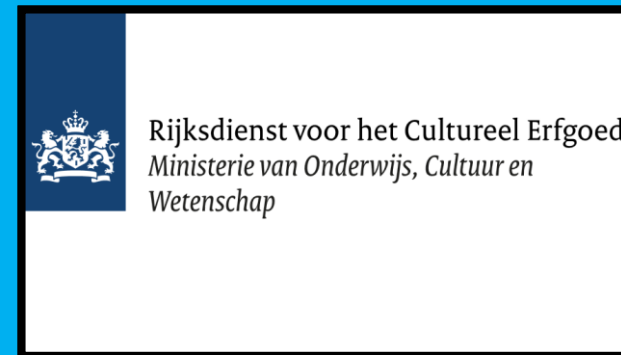 Rijksdienst voor het Cultureel Erfgoed
Ministerie van Onderwijs, Cultuur en
Wetenschap